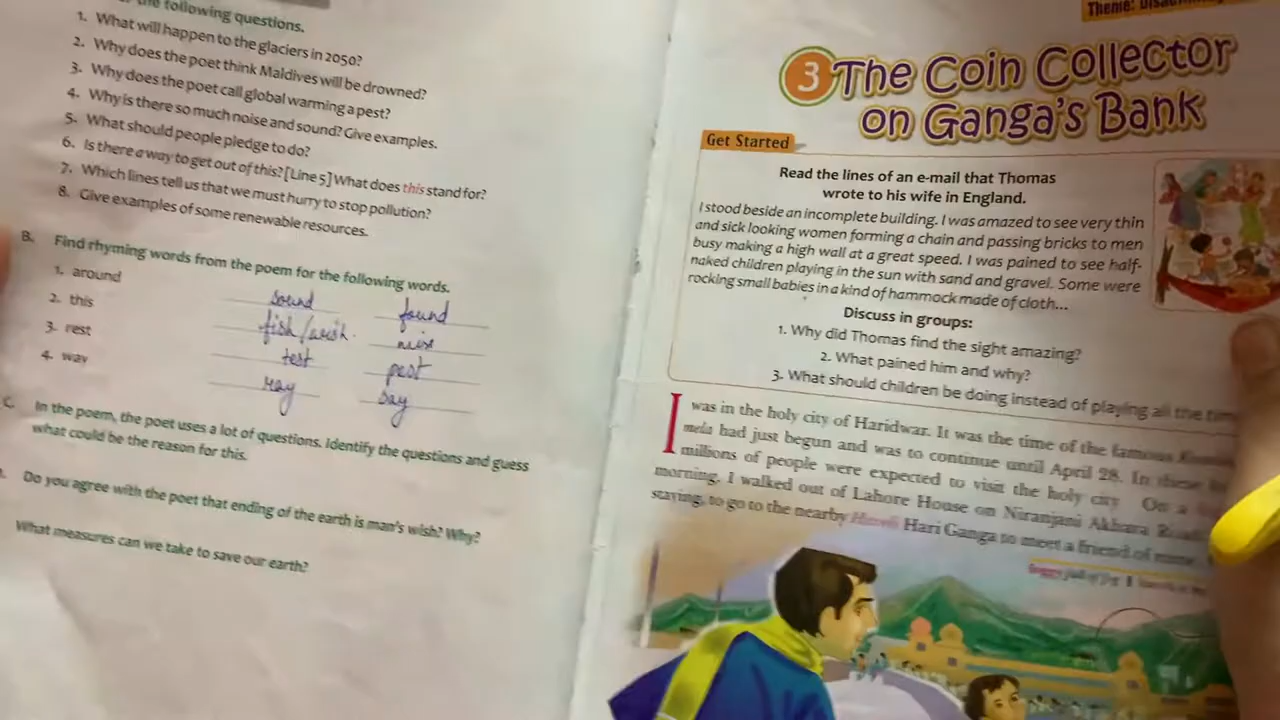 the following questions.
1. What will happen to the glaciers in 2050?
2. Why does the poet think Maldives will be drowned?
3. Why does the poet call global warming a pest?
4. Why is there so much noise and sound? Give examples.
5. What should people pledge to do?
6. Is there a way to get out of this? [Line 5] What does this stand for?
7. Which lines tell us that we must hurry to stop pollution?
8. Give examples of some renewable resources.
B. Find rhyming words from the poem for the following words.
1. around sound found
2. this fish/
3. rest test pest
4. way May Say
C. In the poem, the poet uses a lot of questions. Identify the questions and guess
what could be the reason for this.
Do you agree with the poet that ending of the earth is man's wish? Why?
What measures can we take to save our earth?
Theme:
3 The Coin Collector
on Ganga's Bank
Get Started
Read the lines of an e-mail that Thomas
wrote to his wife in England.
I stood beside an incomplete building. I was amazed to see very thin
and sick looking women forming a chain and passing bricks to men
busy making a high wall at a great speed. I was pained to see half-
naked children playing in the sun with sand and gravel. Some were
rocking small babies in a kind of hammock made of cloth...
Discuss in groups:
1. Why did Thomas find the sight amazing?
2. What pained him and why?
3. What should children be doing instead of playing all the
I was in the holy city of Haridwar. It was the time of the famous
mela had just begun and was to continue until April 28. In these
millions of people were expected to visit the holy city On a
morning, I walked out of Lahore House on Niranjani Akhara
staying, to go to the nearby Hari Ganga to meet a friend of mine.